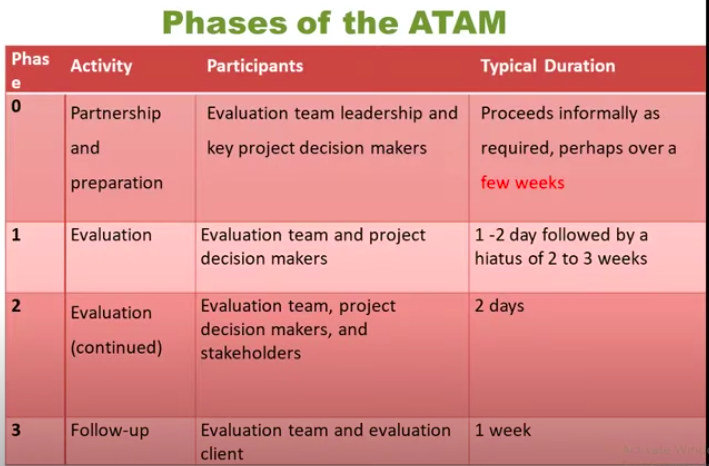 Phases of the ATAM
Phas
e
Activity
Participants
Typical Duration
0
Partnership
and
preparation
Evaluation team leadership and
key project decision makers
Proceeds informally as
required, perhaps over a
few weeks
1
Evaluation
Evaluation team and project
decision makers
1 -2 day followed by a
hiatus of 2 to 3 weeks
2
Evaluation
(continued)
Evaluation team, project
decision makers, and
stakeholders
2 days
3
Follow-up
Evaluation team and evaluation
client
1 week